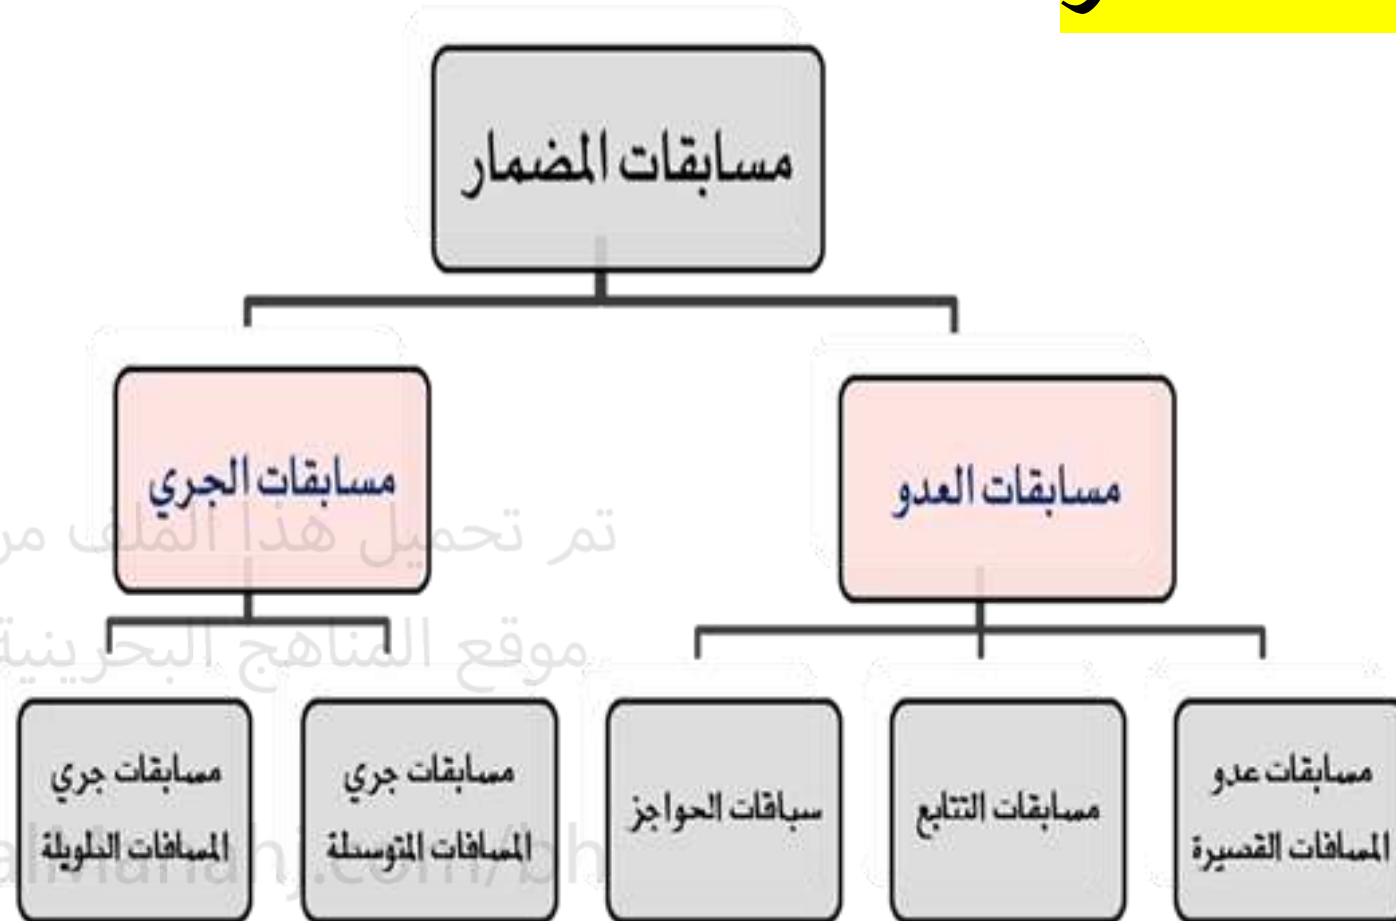 مسابقات المضمار
مسابقات العدو
مسابقات الجري
مسابقات عدو
المسافات القصيرة
مسابقات التتابع
سباقات الحواجز
مسابقات جري
المسافات المتوسطة
مسابقات جري
المسافات الطويلة
تم تحميل هذا الملف من
موقع المناهج البحرينية